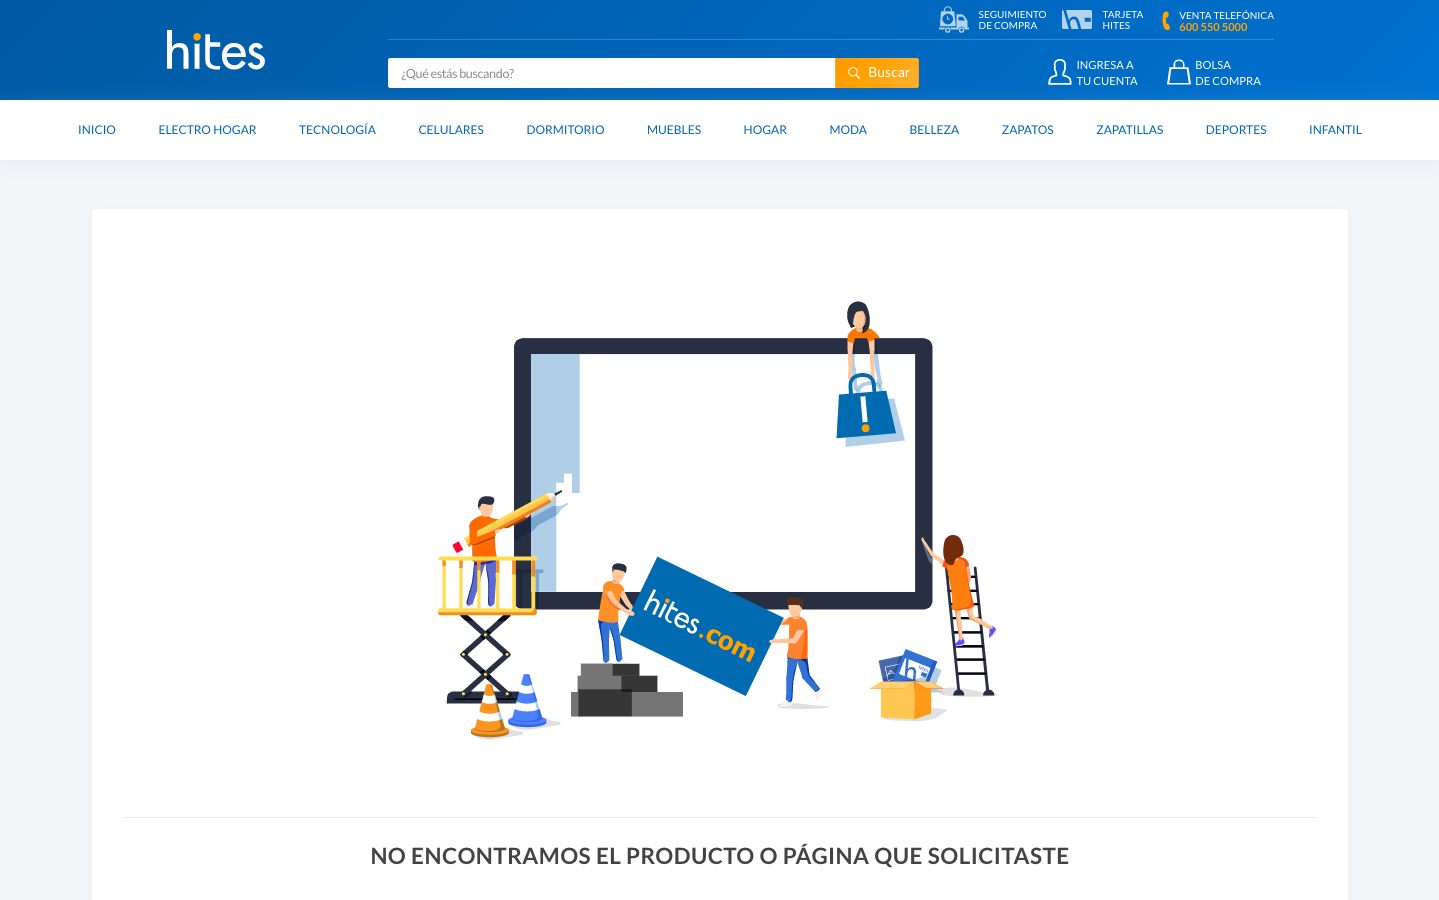 hites
SEGUIMIENTO
DE COMPRA
TARJETA
HITES
VENTA TELEFÓNICA
600 550 5000
¿Qué estás buscando?
Buscar
INGRESA A
TU CUENTA
BOLSA
DE COMPRA
INICIO
ELECTRO HOGAR
TECNOLOGÍA
CELULARES
DORMITORIO
MUEBLES
HOGAR
MODA
BELLEZA
ZAPATOS
ZAPATILLAS
DEPORTES
INFANTIL
hites.com
NO ENCONTRAMOS EL PRODUCTO O PÁGINA QUE SOLICITASTE